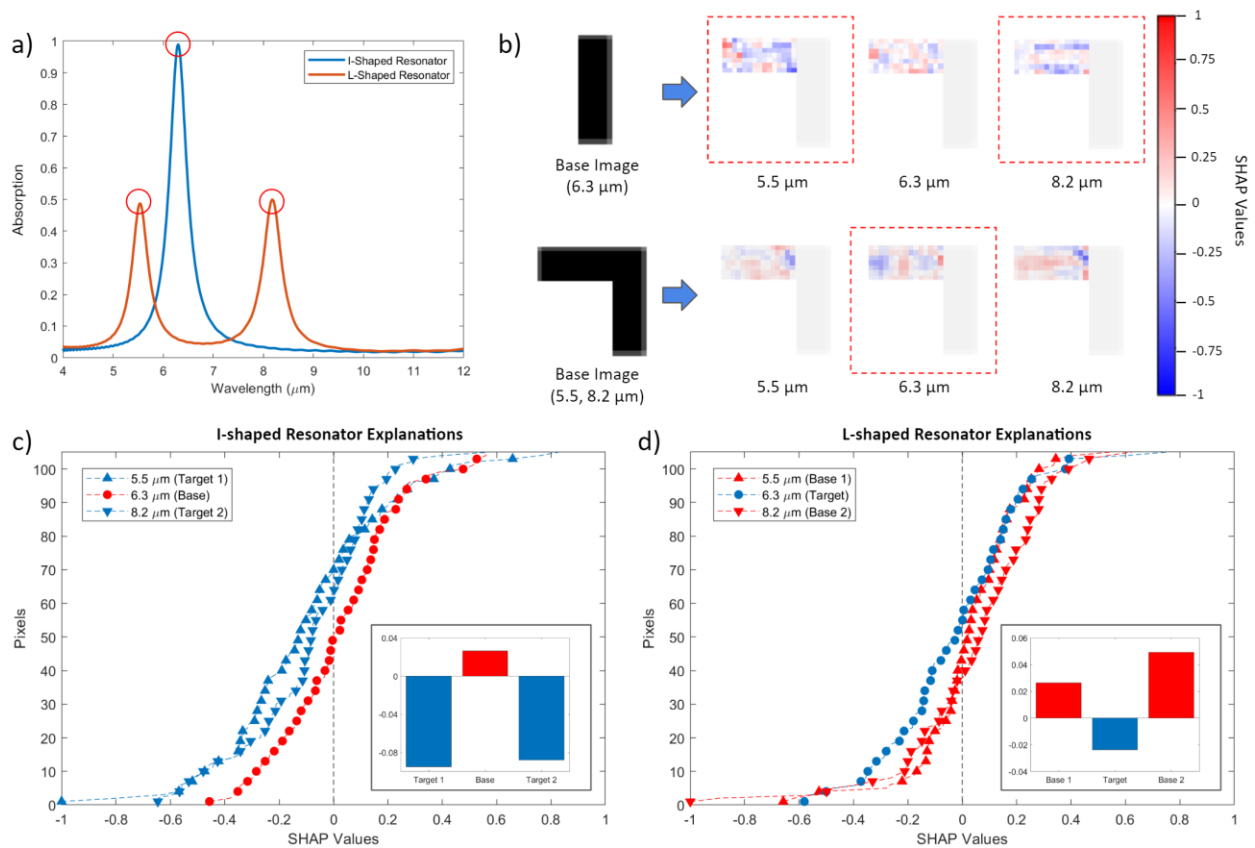 a)
1
0.9
0.8
0.7
0.6
0.5
0.4
0.3
0.2
0.1
0
Absorption
4 5 6 7 8 9 10 11 12
Wavelength (μm)
I-Shaped Resonator
L-Shaped Resonator
b)
Base Image
(6.3 μm)
5.5 μm 6.3 μm 8.2 μm
Base Image
(5.5, 8.2 μm)
5.5 μm 6.3 μm 8.2 μm
1
0.75
0.5
0.25
0
-0.25
-0.5
-0.75
-1
SHAP Values
c)
I-shaped Resonator Explanations
5.5 μm (Target 1)
6.3 μm (Base)
8.2 μm (Target 2)
100
90
80
70
60
50
40
30
20
10
0
Pixels
-1 -0.8 -0.6 -0.4 -0.2 0 0.2 0.4 0.6 0.8 1
SHAP Values
0.04
0
-0.04
-0.08
Target 1 Base Target 2
d)
L-shaped Resonator Explanations
5.5 μm (Base 1)
6.3 μm (Target)
8.2 μm (Base 2)
100
90
80
70
60
50
40
30
20
10
0
Pixels
-1 -0.8 -0.6 -0.4 -0.2 0 0.2 0.4 0.6 0.8 1
SHAP Values
0.06
0.04
0.02
0
-0.02
-0.04
Base 1 Target Base 2